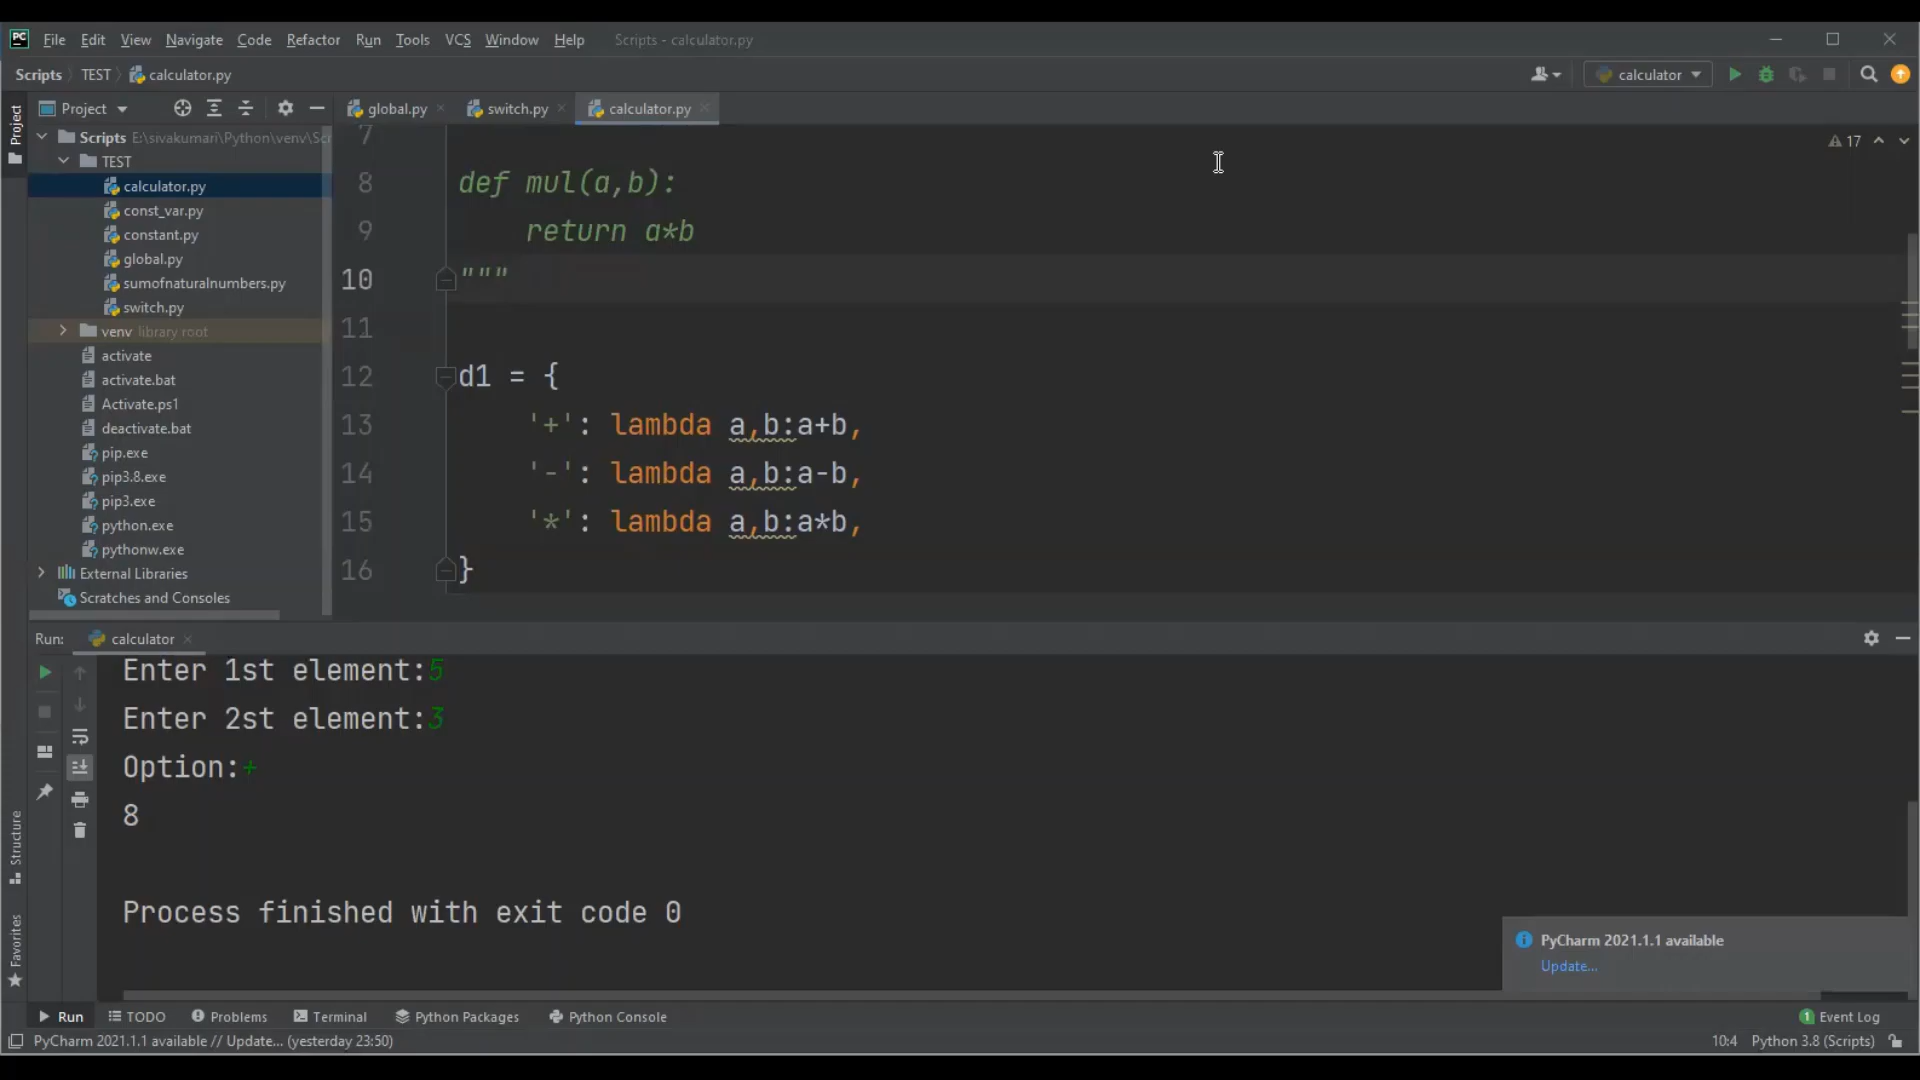 PC File Edit View Navigate Code Refactor Run Tools VCS Window Help Scripts - calculator.py
Scripts TEST calculator.py calculator
Project global.py switch.py calculator.py
Project
Scripts E:\sivakumari\Python\venv\Scr
TEST
calculator.py
const_var.py
constant.py
global.py
sumofnaturalnumbers.py
switch.py
venv library root
activate
activate.bat
Activate.ps1
deactivate.bat
pip.exe
pip3.8.exe
pip3.exe
python.exe
pythonw.exe
External Libraries
Scratches and Consoles
17
7
8 def mul(a,b):
9 return a*b
10 """
11
12 d1 = {
13 '+': lambda a,b:a+b,
14 '-': lambda a,b:a-b,
15 '*': lambda a,b:a*b,
16 }
Run: calculator
Enter 1st element:5
Enter 2st element:3
Option:+
8
Process finished with exit code 0
Structure
Favorites
PyCharm 2021.1.1 available
Update...
Run TODO Problems Terminal Python Packages Python Console 1 Event Log
PyCharm 2021.1.1 available // Update... (yesterday 23:50) 10:4 Python 3.8 (Scripts)